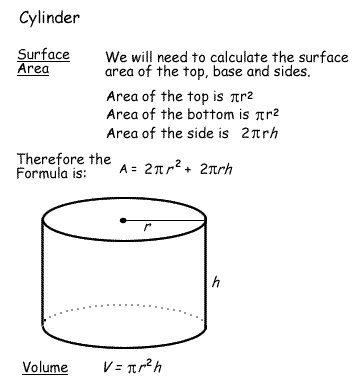 Cylinder
Surface Area
We will need to calculate the surface
area of the top, base and sides.
Area of the top is πr²
Area of the bottom is πr²
Area of the side is 2πrh
Therefore the
Formula is:
A = 2πr² + 2πrh
r
h
Volume V = πr²h